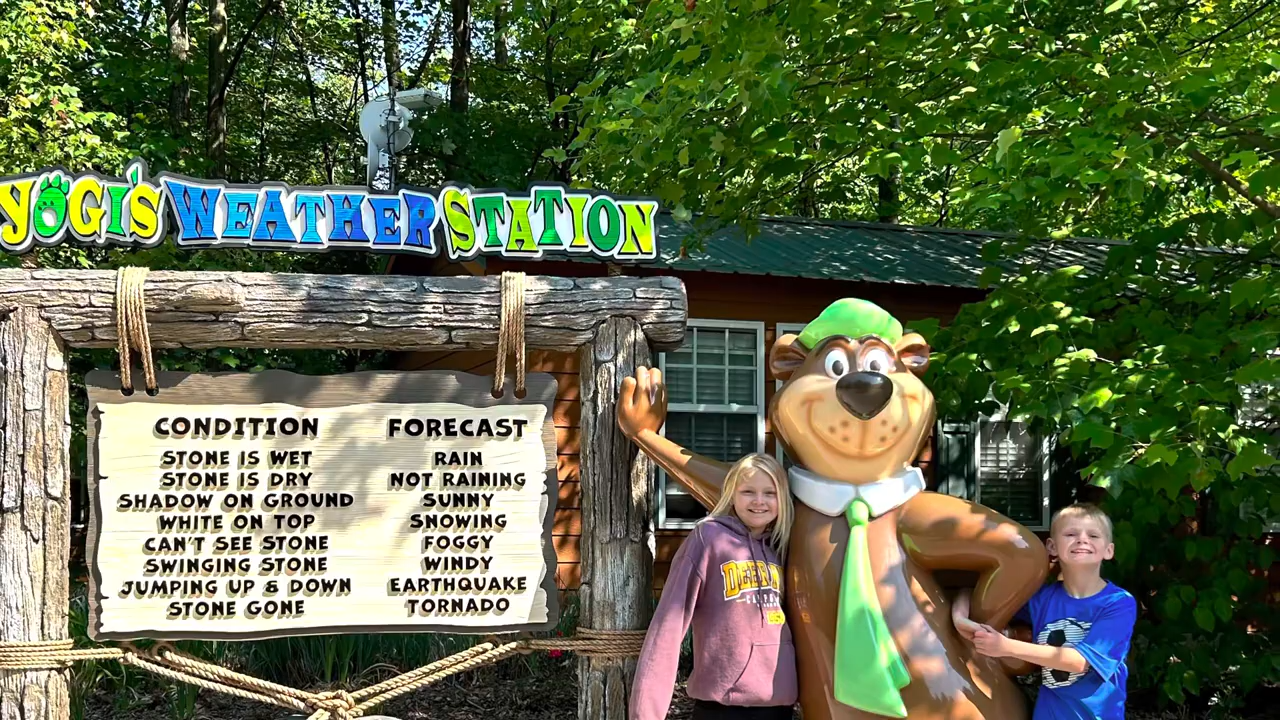 YOGI'S WEATHER STATION
CONDITION FORECAST
STONE IS WET RAIN
STONE IS DRY NOT RAINING
SHADOW ON GROUND SUNNY
WHITE ON TOP SNOWING
CAN'T SEE STONE FOGGY
SWINGING STONE WINDY
JUMPING UP & DOWN EARTHQUAKE
STONE GONE TORNADO